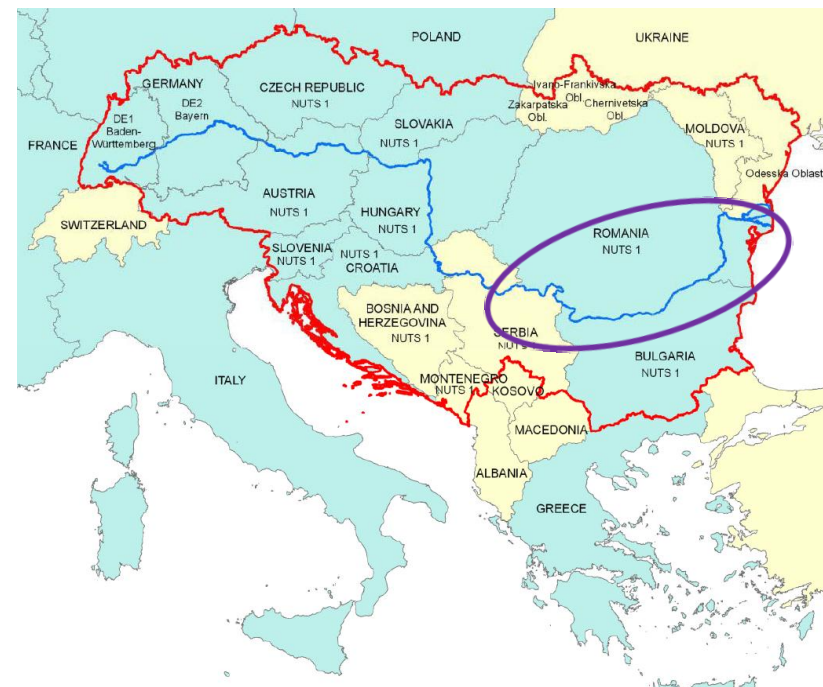 POLAND
UKRAINE
GERMANY
CZECH REPUBLIC
NUTS 1
Ivano-Frankivska
Obl.
Zakarpatska
Obl.
Chernivetska
Obl.
DE1
Baden-
Württemberg
DE2
Bayern
SLOVAKIA
NUTS 1
MOLDOVA
NUTS 1
FRANCE
Odesska Oblast
AUSTRIA
NUTS 1
HUNGARY
NUTS 1
SWITZERLAND
ROMANIA
NUTS 1
SLOVENIA
NUTS 1
NUTS 1
CROATIA
BOSNIA AND
HERZEGOVINA
NUTS 1
SERBIA
NUTS 1
BULGARIA
NUTS 1
ITALY
MONTENEGRO
NUTS 1
KOSOVO
MACEDONIA
ALBANIA
GREECE